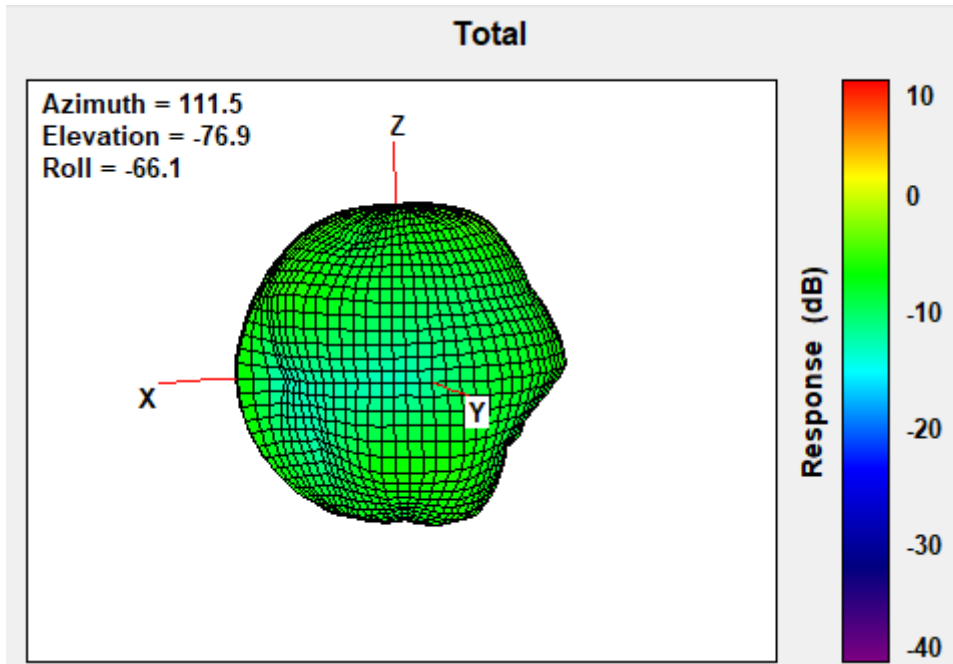 Total
Azimuth = 111.5
Elevation = -76.9
Roll = -66.1
Z
X
Y
10
0
-10
-20
-30
-40
Response (dB)